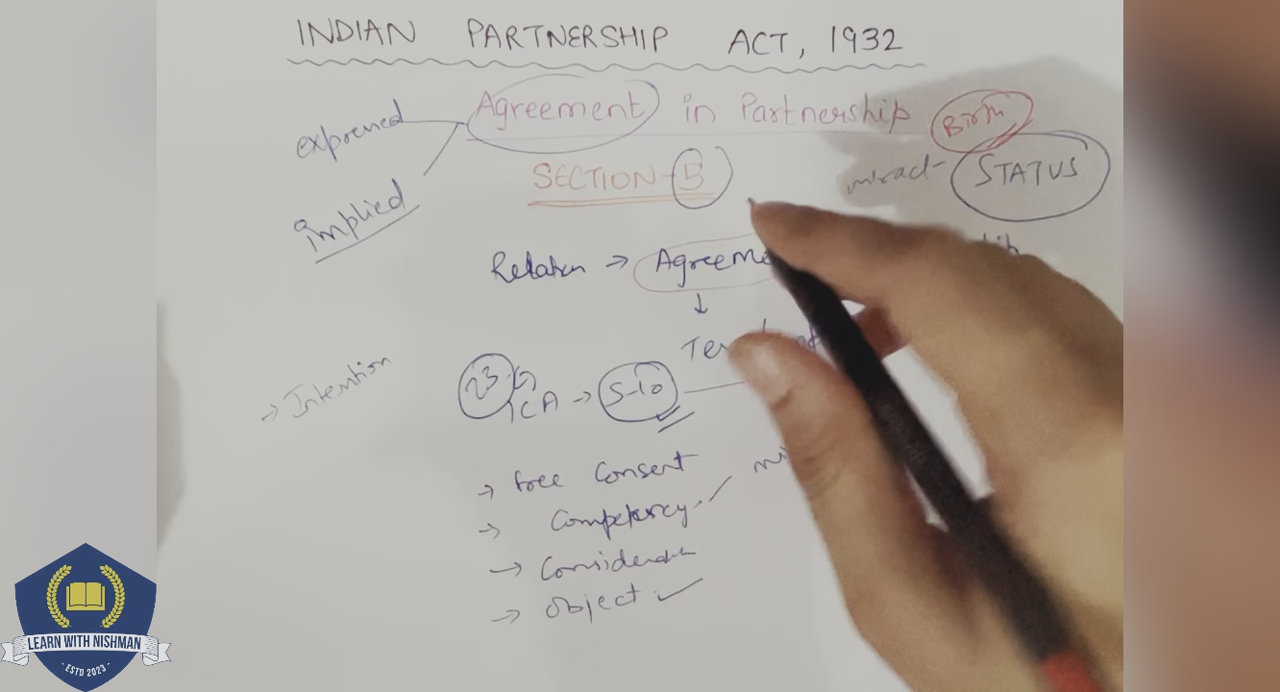 INDIAN PARTNERSHIP ACT, 1932
Agreement in Partnership
Birth
expressed
SECTION - 5
STATUS
implied
Relation → Agreeme
→ Intention
23
ICA → S-10
→ free Consent
→ Competency
→
→ object ✓
LEARN WITH NISHMAN
- ESTD 2023 -